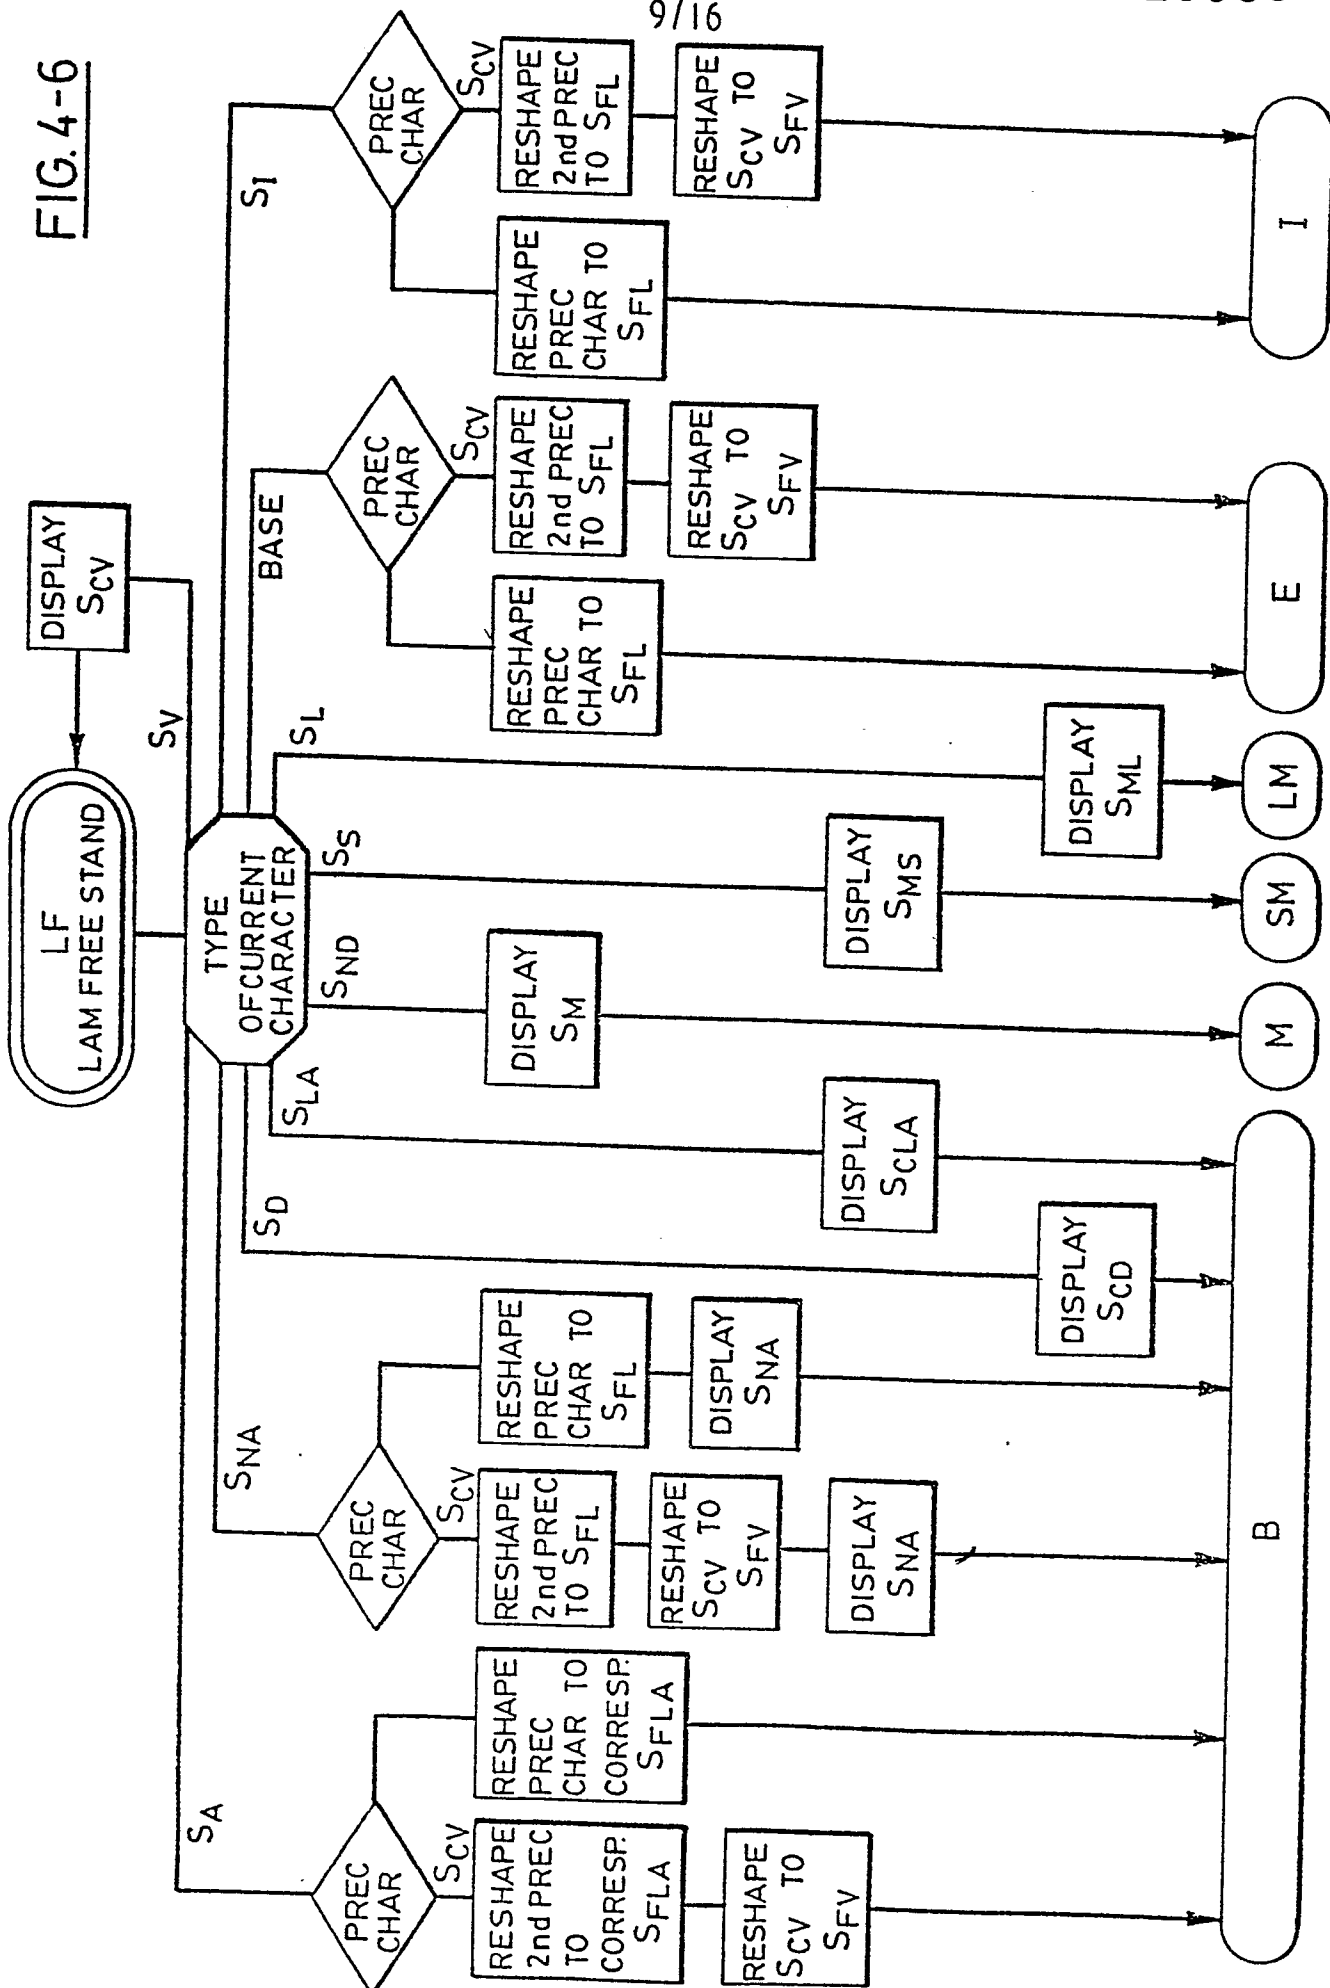 9/16
FIG. 4-6
LF
LAM FREE STAND
DISPLAY
SCV
SV
TYPE
OF CURRENT
CHARACTER
SA
PREC
CHAR
SCV
RESHAPE
2nd PREC
TO
CORRESP.
SFLA
RESHAPE
SCV TO
SFV
RESHAPE
PREC
CHAR TO
CORRESP.
SFLA
SNA
PREC
CHAR
SCV
RESHAPE
2nd PREC
TO SFL
RESHAPE
SCV TO
SFV
DISPLAY
SNA
RESHAPE
PREC
CHAR TO
SFL
DISPLAY
SNA
SD
DISPLAY
SCD
SLA
DISPLAY
SCLA
B
SND
DISPLAY
SM
M
SS
DISPLAY
SMS
SM
SL
DISPLAY
SML
LM
BASE
PREC
CHAR
SCV
RESHAPE
PREC
CHAR TO
SFL
RESHAPE
2nd PREC
TO SFL
RESHAPE
SCV TO
SFV
E
SI
PREC
CHAR
SCV
RESHAPE
PREC
CHAR TO
SFL
RESHAPE
2nd PREC
TO SFL
RESHAPE
SCV TO
SFV
I